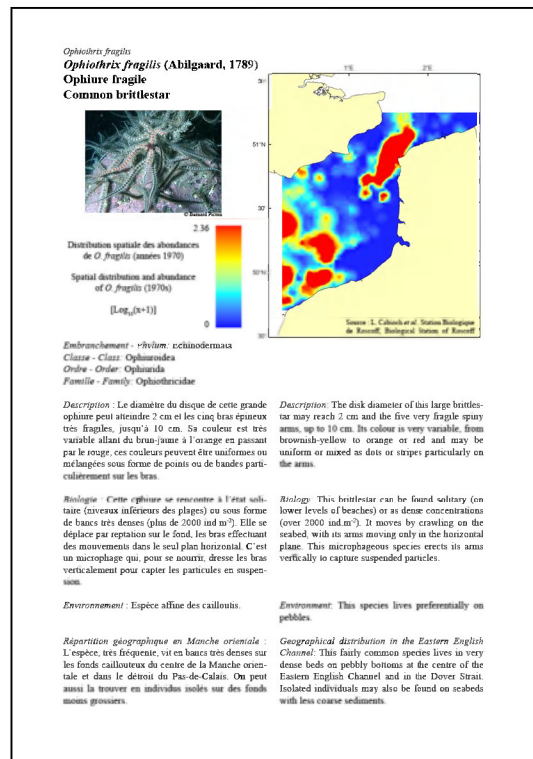 Ophiothrix fragilis
Ophiothrix fragilis (Abilgaard, 1789)
Ophiure fragile
Common brittlestar
1°E
2°E
51°N
30'
50°N
30'
© Bernard Picton
2.36
0
Distribution spatiale des abondances
de O. fragilis (années 1970)
Spatial distribution and abundance
of O. fragilis (1970s)
[Log₁₀(x+1)]
Source : L. Cabioch et al. Station Biologique
de Roscoff, Biological Station of Roscoff
Embranchement - Phylum: Echinodermata
Classe - Class: Ophiuroidea
Ordre - Order: Ophiurida
Famille - Family: Ophiothricidae
Description : Le diamètre du disque de cette grande
ophiure peut atteindre 2 cm et les cinq bras épineux
très fragiles, jusqu'à 10 cm. Sa couleur est très
variable allant du brun-jaune à l'orange en passant
par le rouge, ces couleurs peuvent être uniformes ou
mélangées sous forme de points ou de bandes parti-
culièrement sur les bras.
Biologie : Cette ophiure se rencontre à l'état soli-
taire (niveaux inférieurs des plages) ou sous forme
de bancs très denses (plus de 2000 ind m⁻²). Elle se
déplace par reptation sur le fond, les bras effectuant
des mouvements dans le seul plan horizontal. C'est
un microphage qui, pour se nourrir, dresse les bras
verticalement pour capter les particules en suspen-
sion.
Environnement : Espèce affine des cailloutis.
Répartition géographique en Manche orientale :
L'espèce, très fréquente, vit en bancs très denses sur
les fonds caillouteux du centre de la Manche orien-
tale et dans le détroit du Pas-de-Calais. On peut
aussi la trouver en individus isolés sur des fonds
moins grossiers.
Description: The disk diameter of this large brittles-
tar may reach 2 cm and the five very fragile spiny
arms, up to 10 cm. Its colour is very variable, from
brownish-yellow to orange or red and may be
uniform or mixed as dots or stripes particularly on
the arms.
Biology: This brittlestar can be found solitary (on
lower levels of beaches) or as dense concentrations
(over 2000 ind.m⁻²). It moves by crawling on the
seabed, with its arms moving only in the horizontal
plane. This microphageous species erects its arms
vertically to capture suspended particles.
Environment: This species lives preferentially on
pebbles.
Geographical distribution in the Eastern English
Channel: This fairly common species lives in very
dense beds on pebbly bottoms at the centre of the
Eastern English Channel and in the Dover Strait.
Isolated individuals may also be found on seabeds
with less coarse sediments.